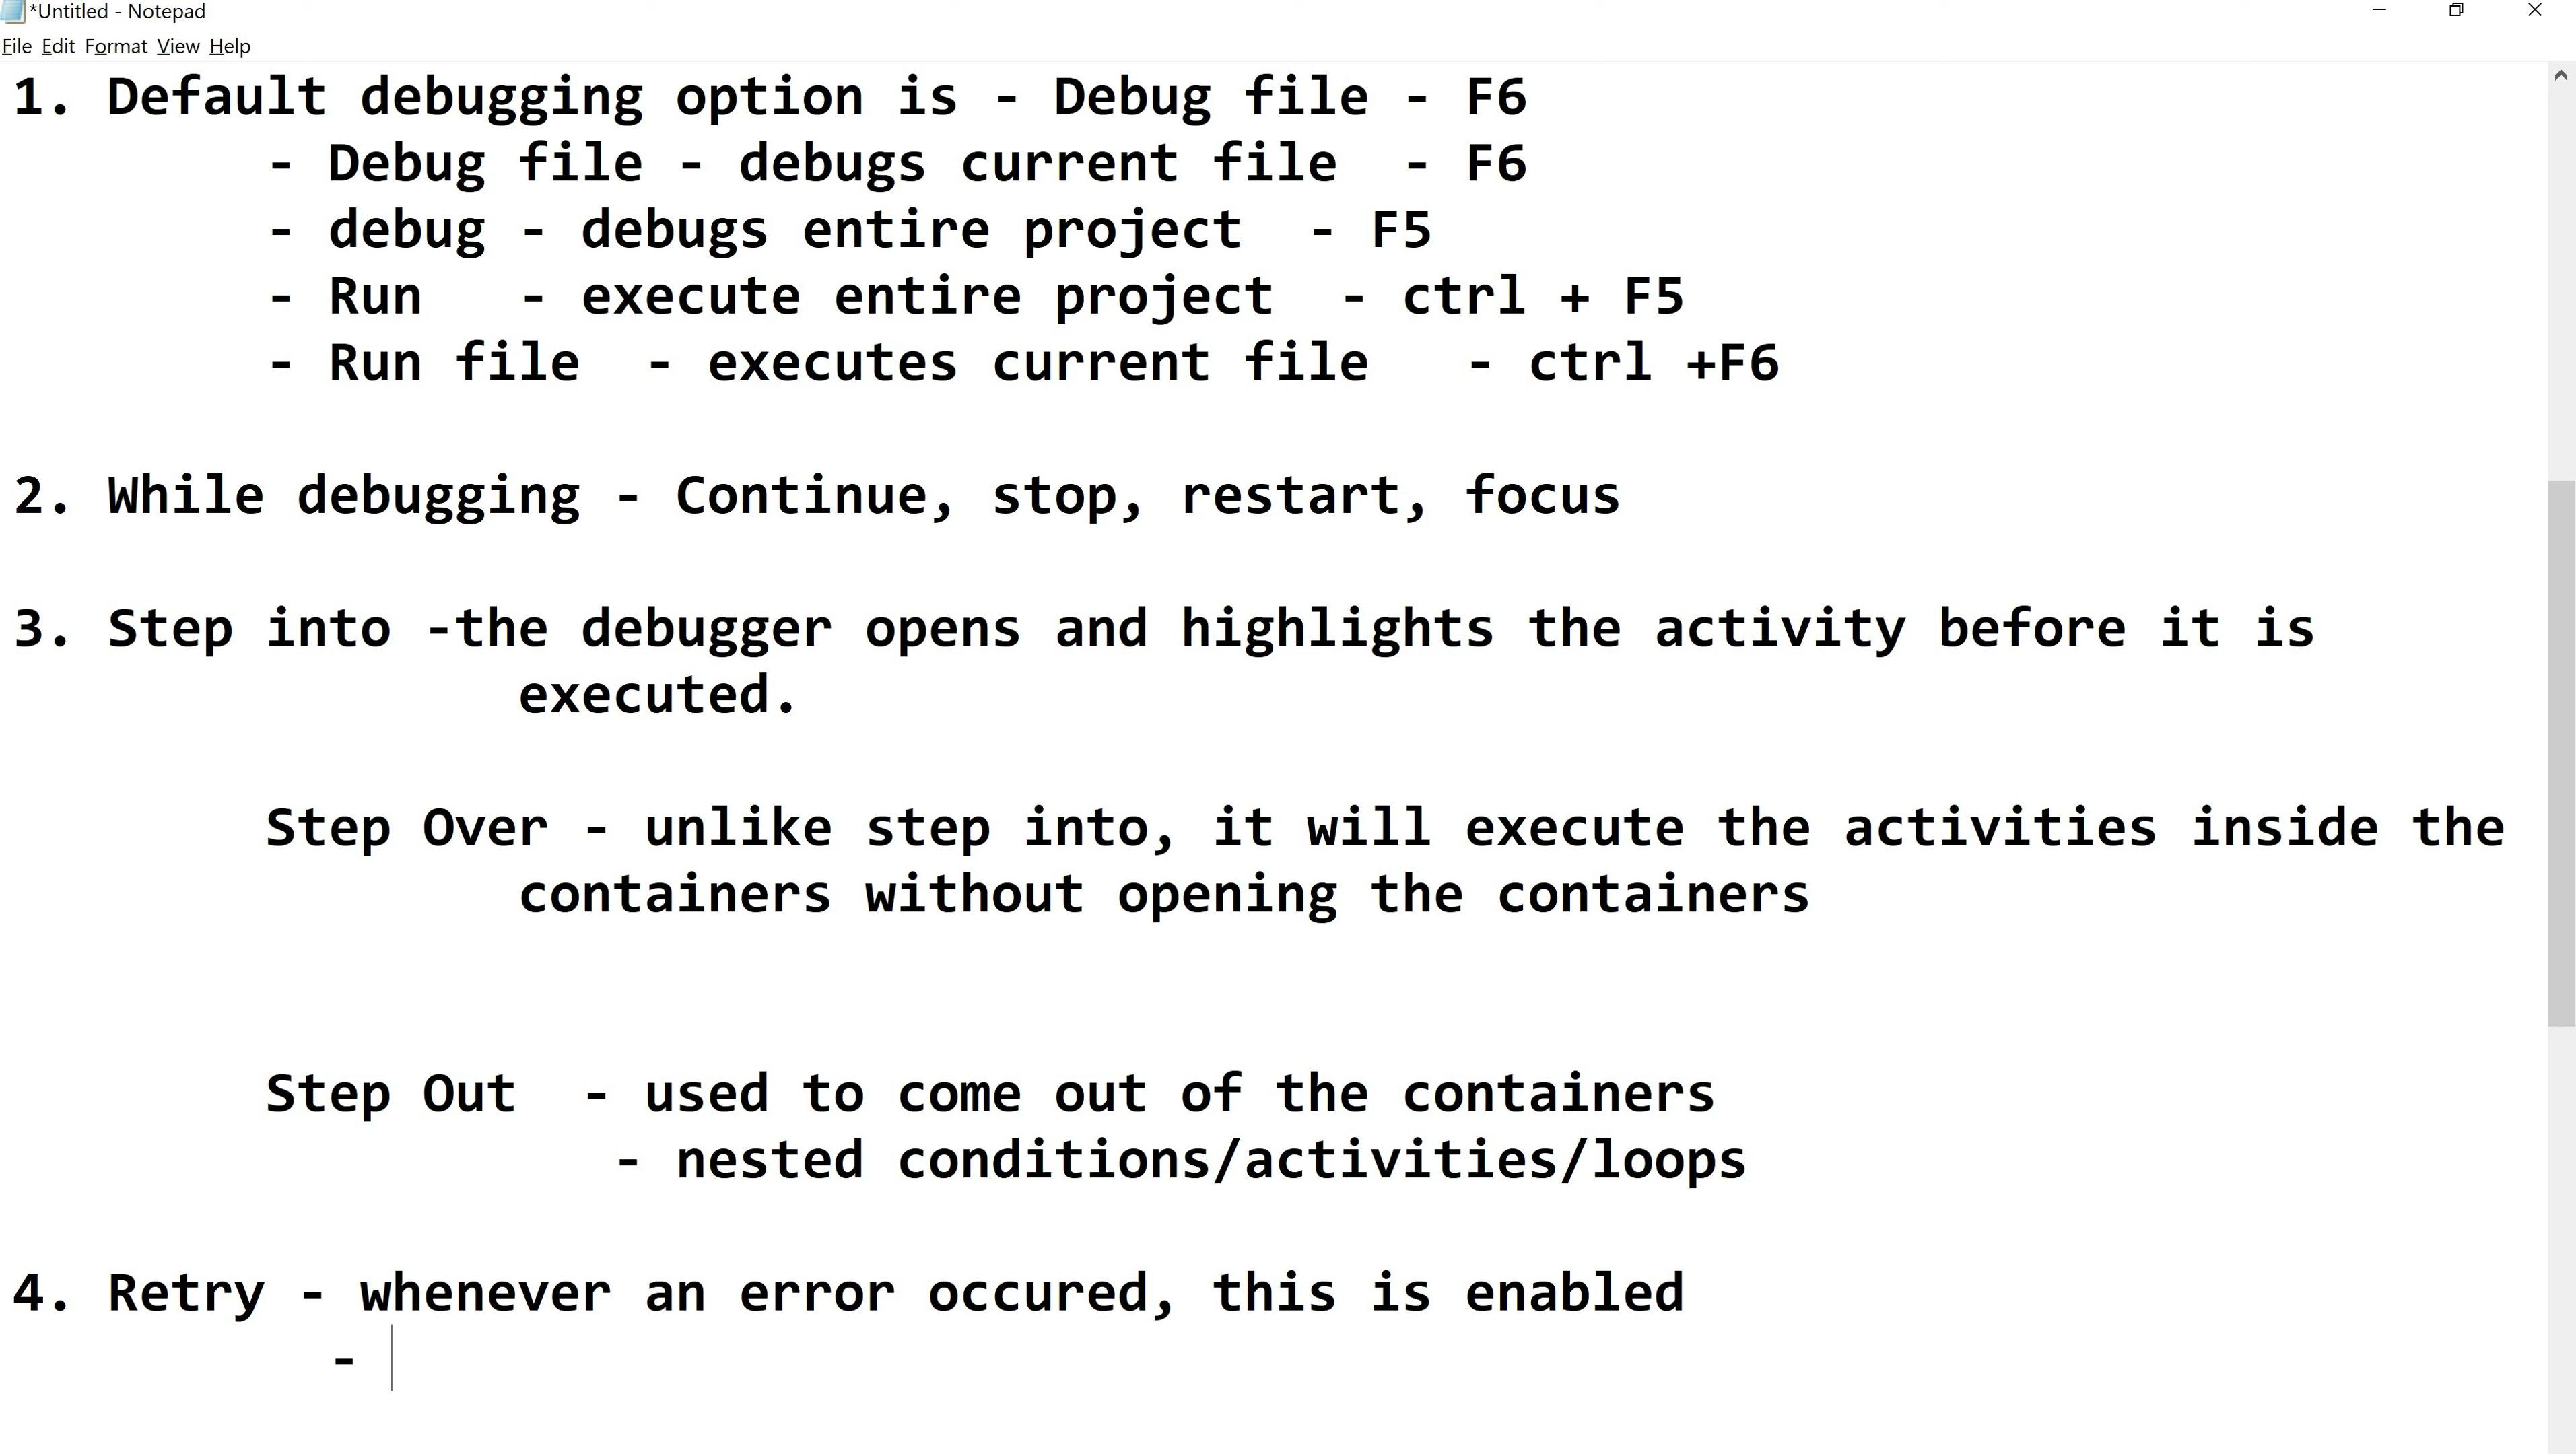 *Untitled - Notepad
File Edit Format View Help
1. Default debugging option is - Debug file - F6
- Debug file - debugs current file - F6
- debug - debugs entire project - F5
- Run - execute entire project - ctrl + F5
- Run file - executes current file - ctrl +F6
2. While debugging - Continue, stop, restart, focus
3. Step into -the debugger opens and highlights the activity before it is
executed.
Step Over - unlike step into, it will execute the activities inside the
containers without opening the containers
Step Out - used to come out of the containers
- nested conditions/activities/loops
4. Retry - whenever an error occured, this is enabled
-